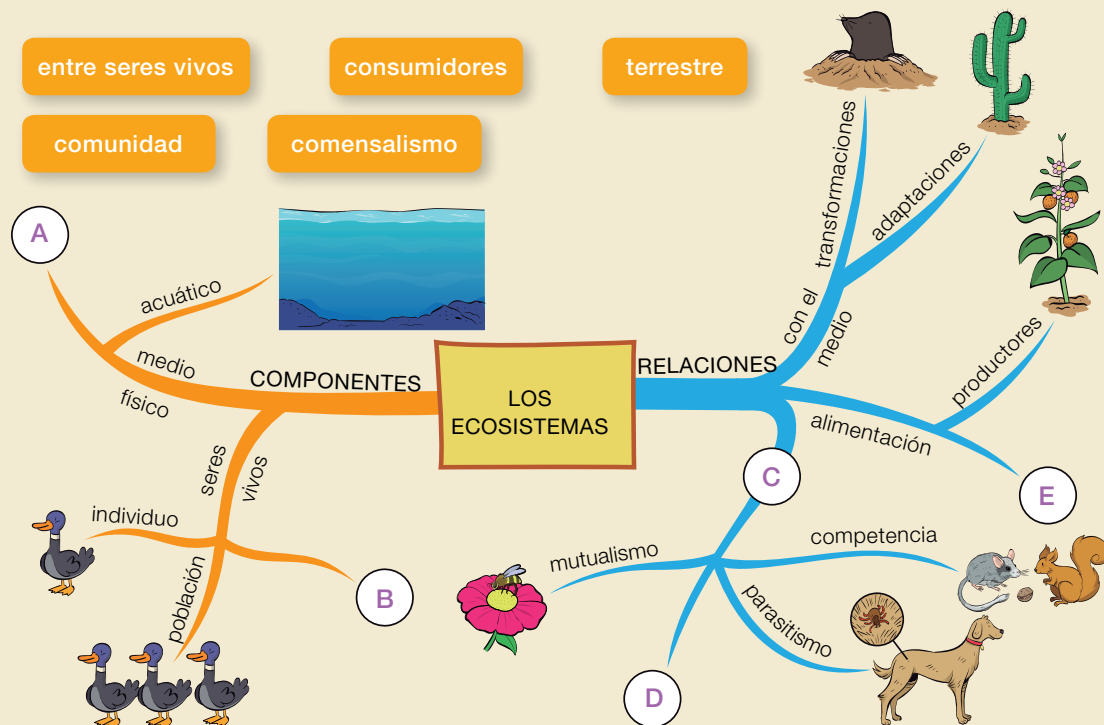 entre seres vivos
consumidores
terrestre
comunidad
comensalismo
A
acuático
medio
físico
COMPONENTES
seres
vivos
individuo
población
B
LOS
ECOSISTEMAS
RELACIONES
con el
medio
transformaciones
adaptaciones
alimentación
productores
E
C
mutualismo
competencia
parasitismo
D